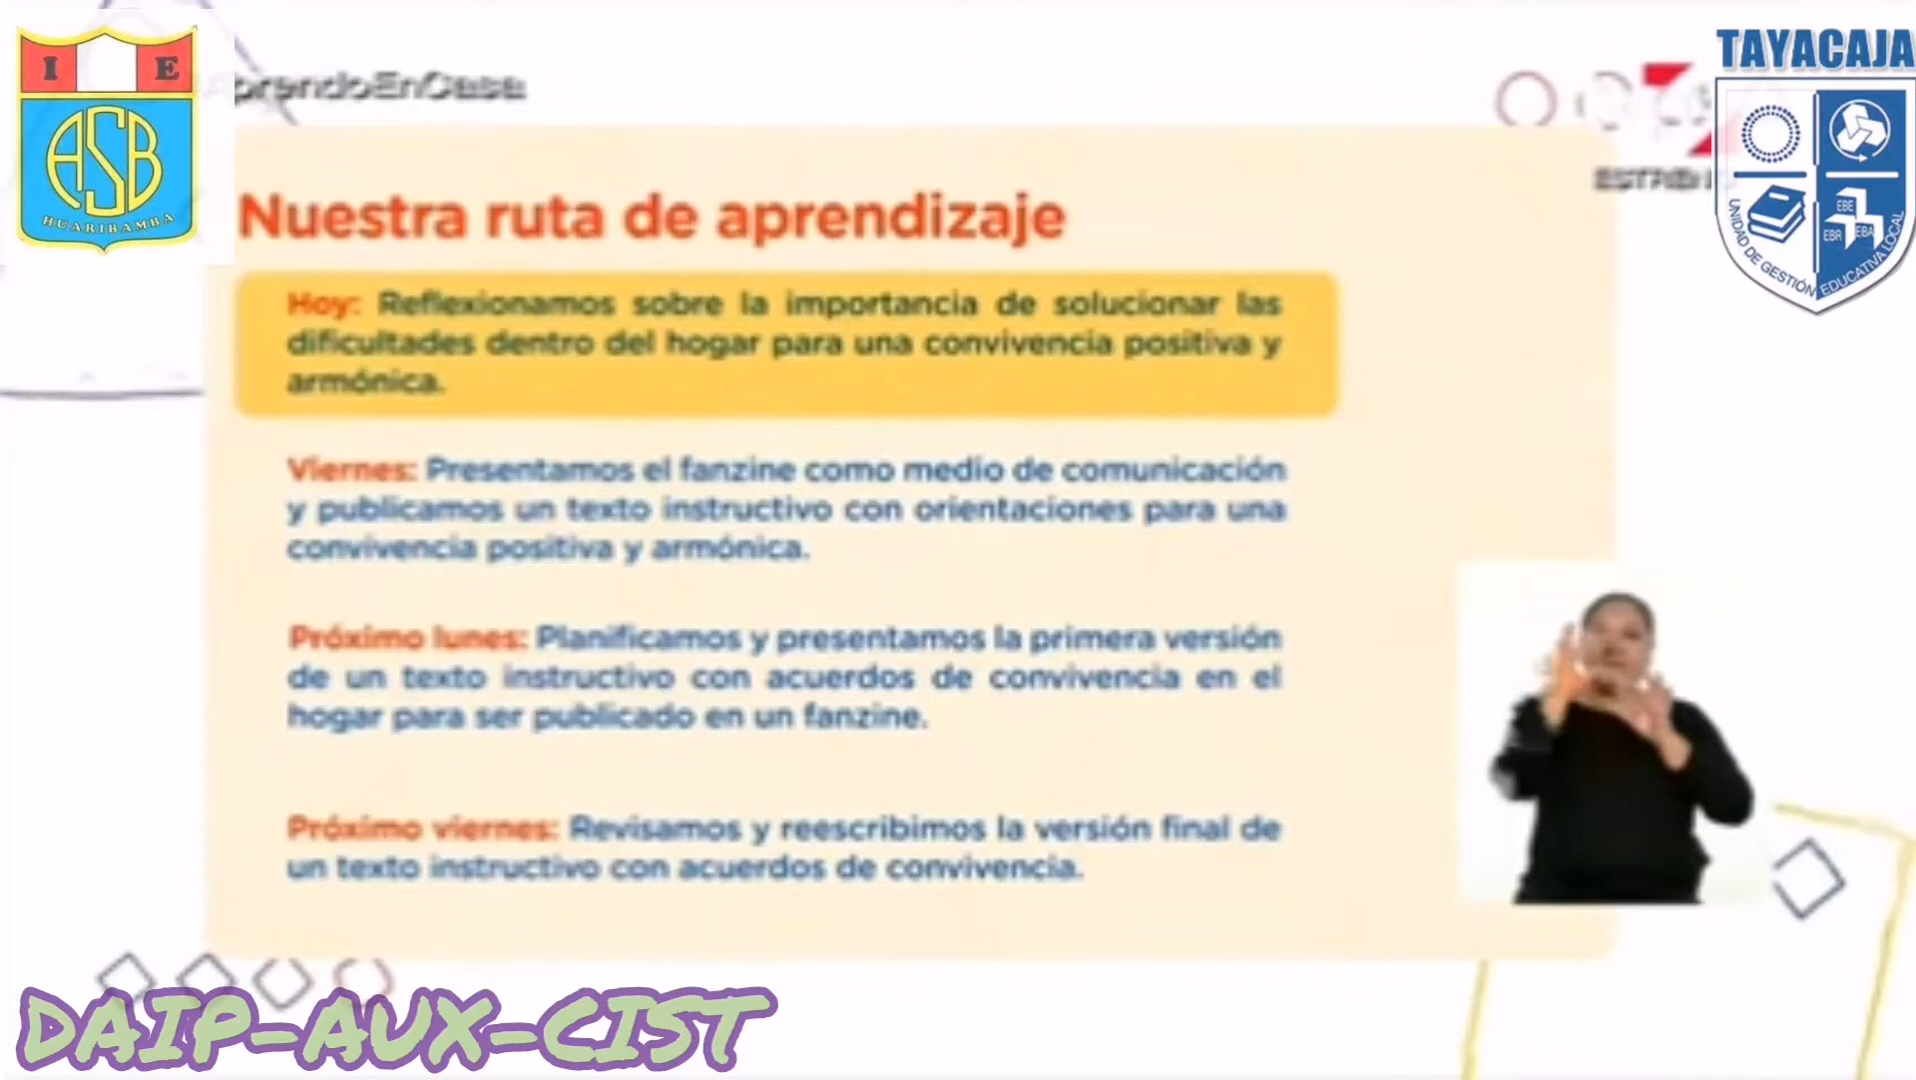 I E
ASB
HUARIBAMBA
prendoEnCasa
TAYACAJA
EBE
EBR EBA
UNIDAD DE GESTIÓN EDUCATIVA LOCAL
Nuestra ruta de aprendizaje
Hoy: Reflexionamos sobre la importancia de solucionar las
dificultades dentro del hogar para una convivencia positiva y
armónica.
Viernes: Presentamos el fanzine como medio de comunicación
y publicamos un texto instructivo con orientaciones para una
convivencia positiva y armónica.
Próximo lunes: Planificamos y presentamos la primera versión
de un texto instructivo con acuerdos de convivencia en el
hogar para ser publicado en un fanzine.
Próximo viernes: Revisamos y reescribimos la versión final de
un texto instructivo con acuerdos de convivencia.
DAIP-AUX-CIST